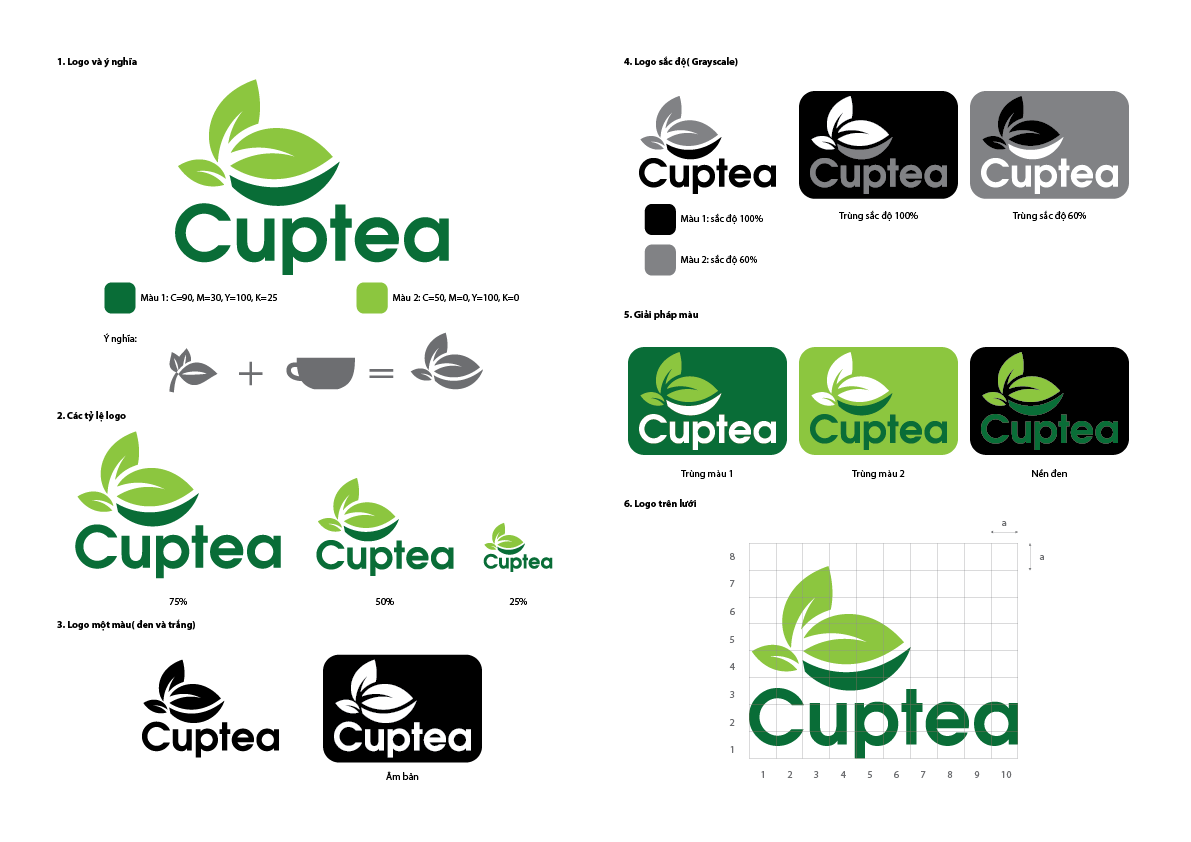 1. Logo và ý nghĩa
Cuptea
Màu 1: C=90, M=30, Y=100, K=25
Màu 2: C=50, M=0, Y=100, K=0
Ý nghĩa:
+ =
2. Các tỷ lệ logo
Cuptea
Cuptea
Cuptea
75%
50%
25%
3. Logo một màu( đen và trắng)
Cuptea
Cuptea
Âm bản
4. Logo sắc độ( Grayscale)
Cuptea
Cuptea
Cuptea
Màu 1: sắc độ 100%
Trùng sắc độ 100%
Trùng sắc độ 60%
Màu 2: sắc độ 60%
5. Giải pháp màu
Cuptea
Cuptea
Cuptea
Trùng màu 1
Trùng màu 2
Nền đen
6. Logo trên lưới
a
a
8
7
6
5
4
3
2
1
Cuptea
1 2 3 4 5 6 7 8 9 10